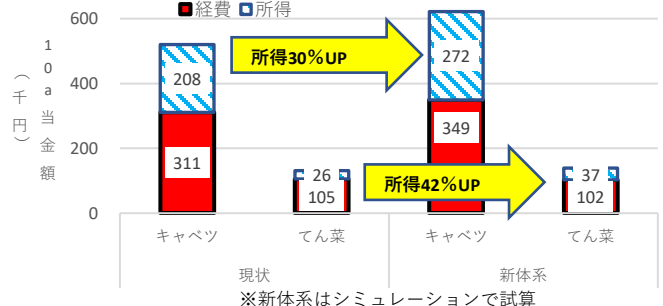 ■経費 □所得
10a当金額
(千円)
600
400
200
0
208
311
26
105
272
349
37
102
所得30%UP
所得42%UP
キャベツ
てん菜
キャベツ
てん菜
現状
新体系
※新体系はシミュレーションで試算